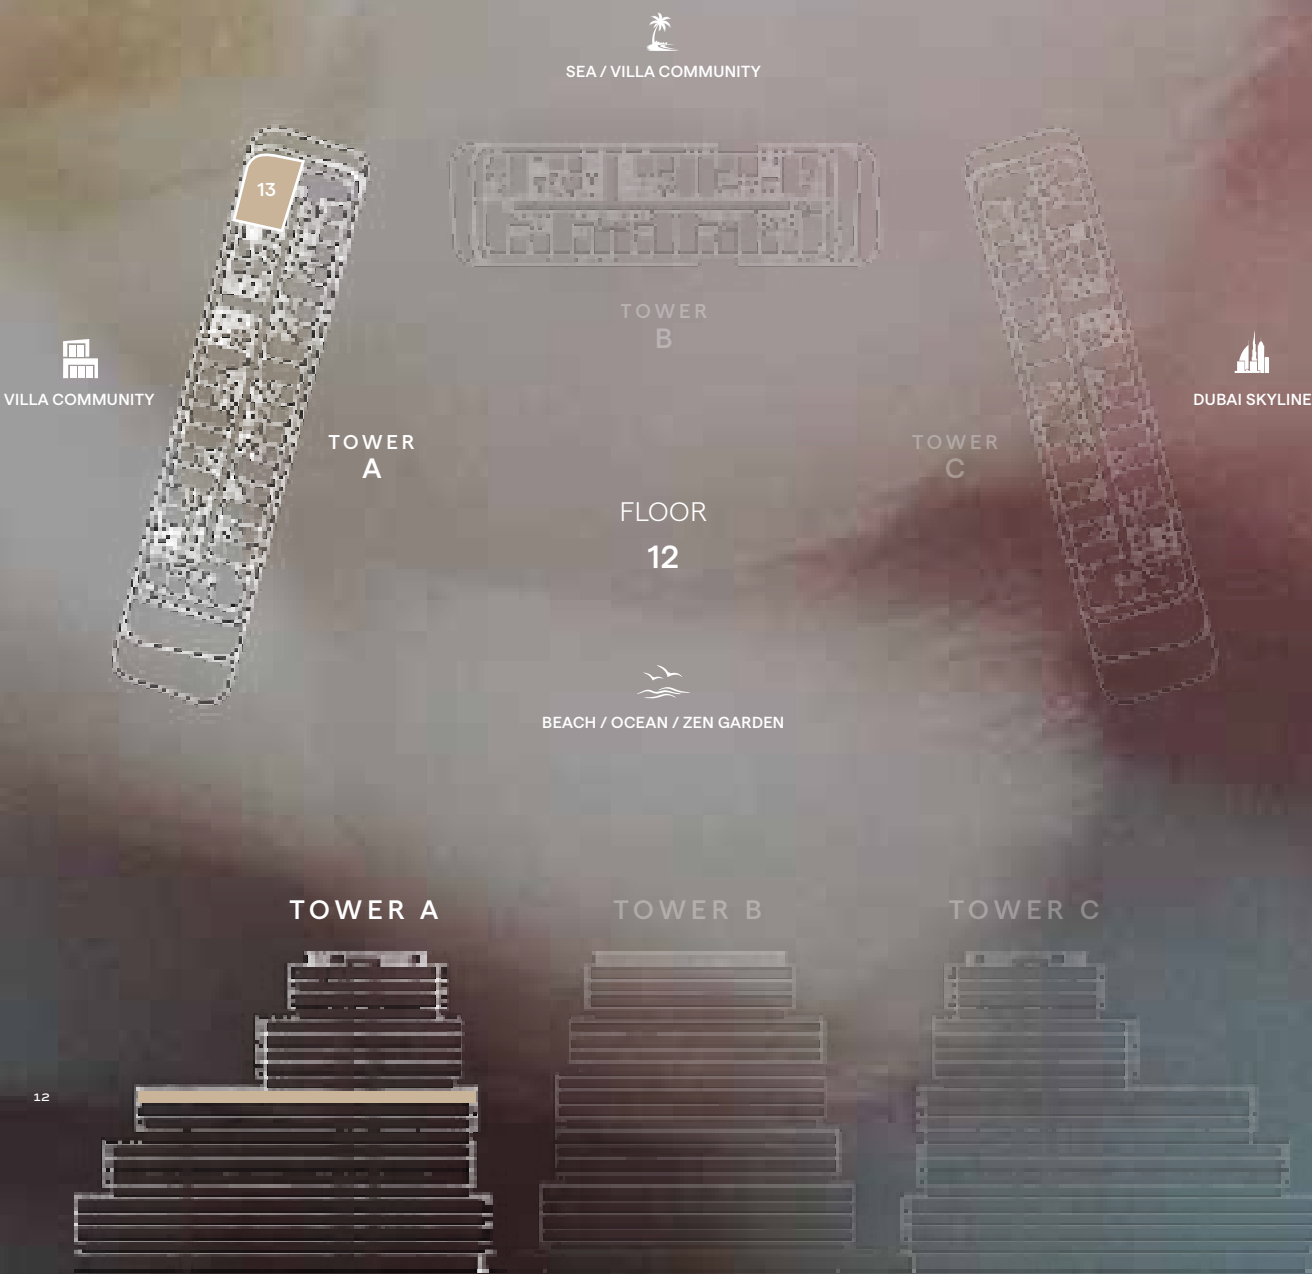 SEA / VILLA COMMUNITY
13
TOWER
B
VILLA COMMUNITY
DUBAI SKYLINE
TOWER
A
TOWER
C
FLOOR
12
BEACH / OCEAN / ZEN GARDEN
TOWER A
TOWER B
TOWER C
12